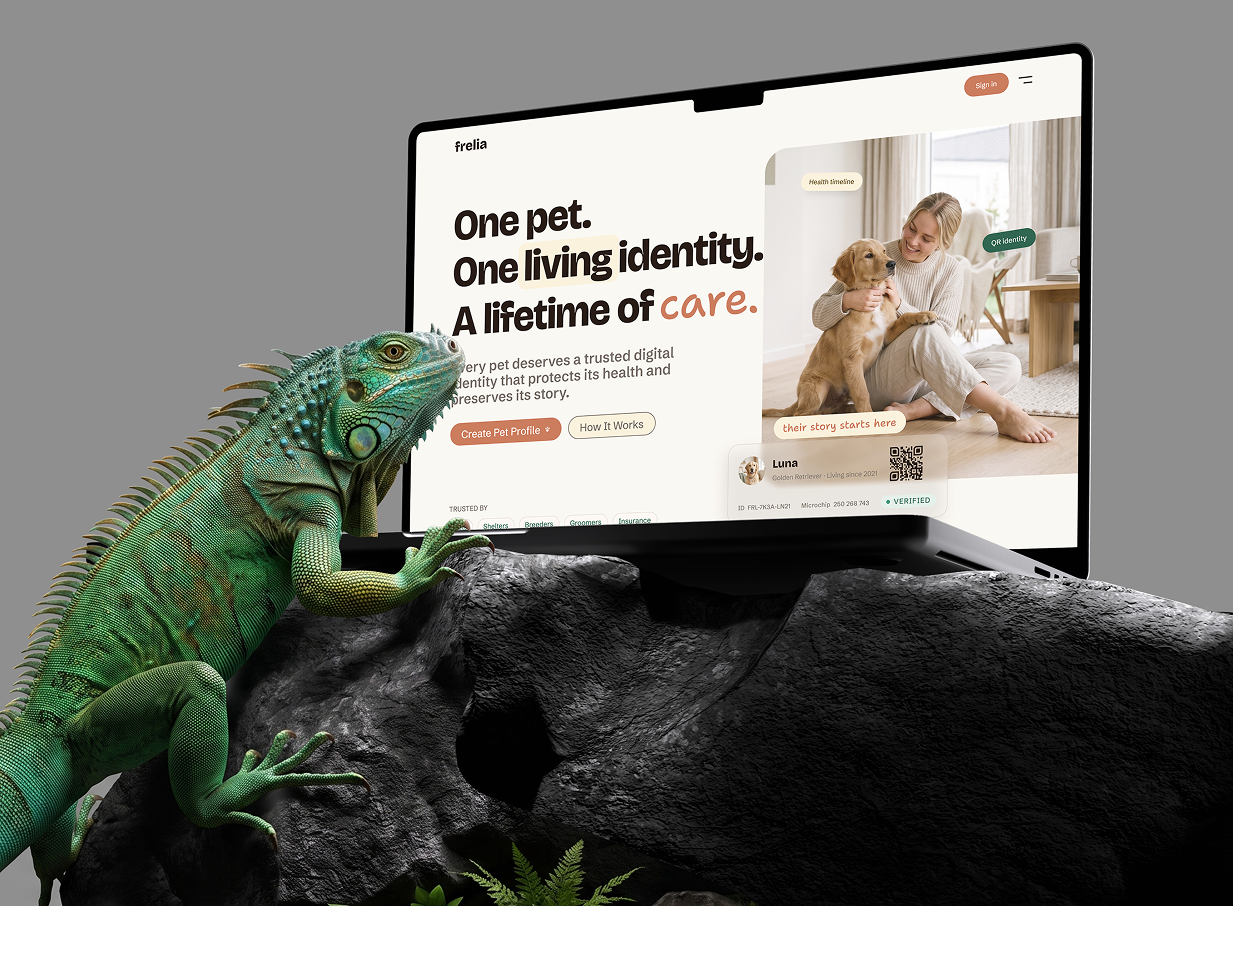 Sign in
frelia
Health timeline
One pet.
One living identity.
A lifetime of care.
QR identity
very pet deserves a trusted digital
identity that protects its health and
preserves its story.
Create Pet Profile
How It Works
their story starts here
Luna
Golden Retriever · Living since 2021
ID FRL-7K3A-LN21
Microchip 250 268 743
VERIFIED
TRUSTED BY
Shelters
Breeders
Groomers
Insurance